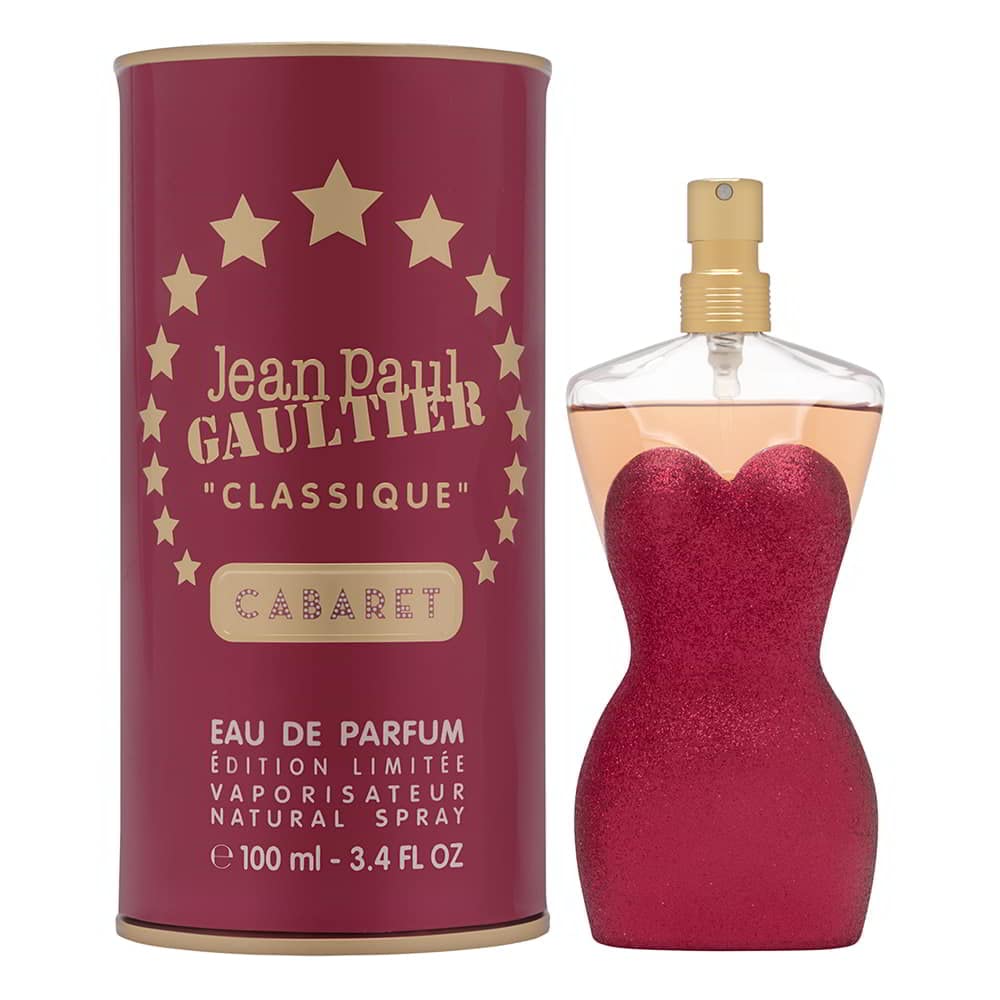 Jean Paul
GAULTIER
"CLASSIQUE"
CABARET
EAU DE PARFUM
ÉDITION LIMITÉE
VAPORISATEUR
NATURAL SPRAY
℮ 100 ml - 3.4 FL OZ